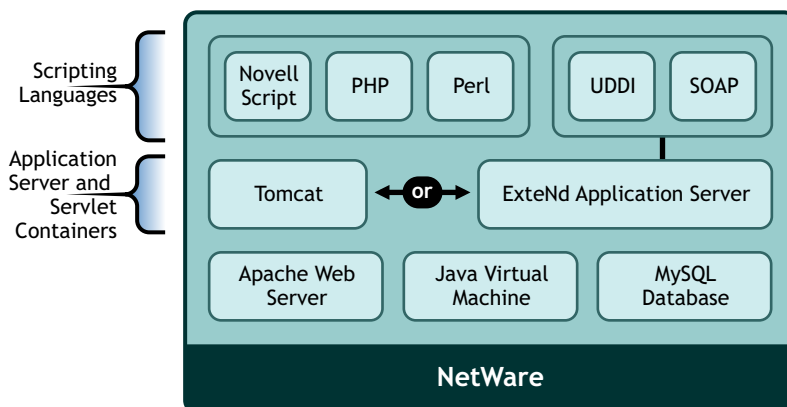 Scripting
Languages
Novell
Script
PHP
Perl
UDDI
SOAP
Application
Server and
Servlet
Containers
Tomcat
or
ExteNd Application Server
Apache Web
Server
Java Virtual
Machine
MySQL
Database
NetWare